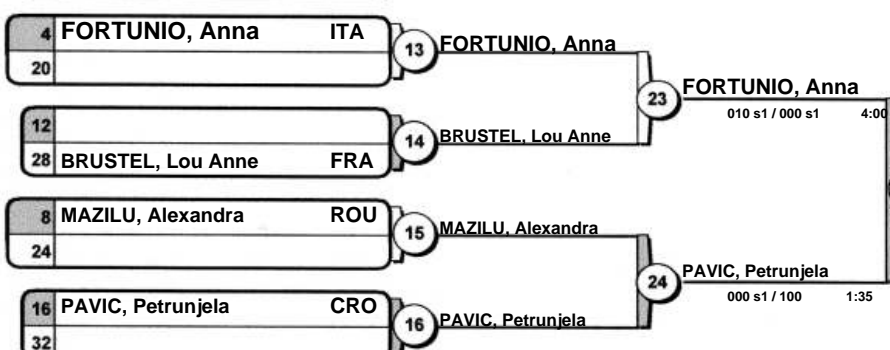 4 FORTUNIO, Anna ITA
20
13 FORTUNIO, Anna
12
28 BRUSTEL, Lou Anne FRA
14 BRUSTEL, Lou Anne
23 FORTUNIO, Anna
010 s1 / 000 s1 4:00
8 MAZILU, Alexandra ROU
24
15 MAZILU, Alexandra
16 PAVIC, Petrunjela CRO
32
16 PAVIC, Petrunjela
24 PAVIC, Petrunjela
000 s1 / 100 1:35